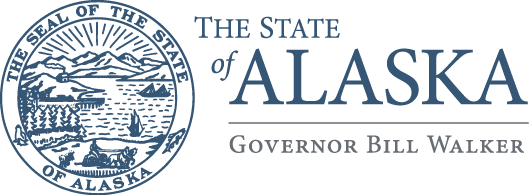 THE SEAL OF THE STATE
OF ALASKA
THE STATE
of ALASKA
GOVERNOR BILL WALKER